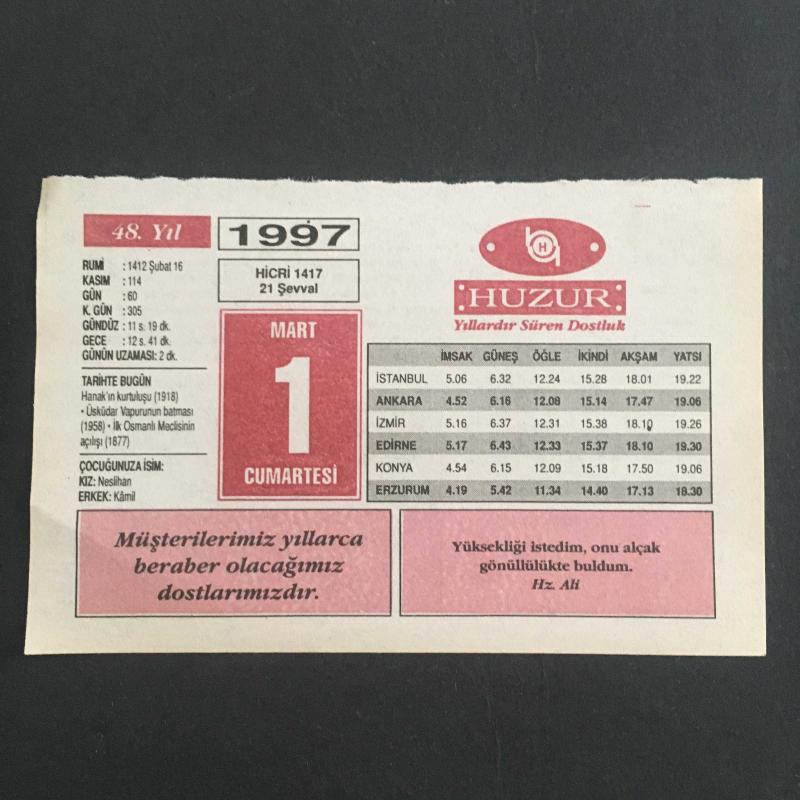 48. Yıl
1997
RUMİ : 1412 Şubat 16
KASIM : 114
GÜN : 60
K. GÜN : 305
GÜNDÜZ : 11 s. 19 dk.
GECE : 12 s. 41 dk.
GÜNÜN UZAMASI: 2 dk.
TARİHTE BUGÜN
Hanak'ın kurtuluşu (1918)
• Üsküdar Vapurunun batması
(1958) • İlk Osmanlı Meclisinin
açılışı (1877)
ÇOCUĞUNUZA İSİM:
KIZ: Neslihan
ERKEK: Kâmil
HİCRİ 1417
21 Şevval
MART
1
CUMARTESİ
H
HUZUR
Yıllardır Süren Dostluk
İMSAK GÜNEŞ ÖĞLE İKİNDİ AKŞAM YATSI
İSTANBUL 5.06 6.32 12.24 15.28 18.01 19.22
ANKARA 4.52 6.16 12.08 15.14 17.47 19.06
İZMİR 5.16 6.37 12.31 15.38 18.10 19.26
EDİRNE 5.17 6.43 12.33 15.37 18.10 19.30
KONYA 4.54 6.15 12.09 15.18 17.50 19.06
ERZURUM 4.19 5.42 11.34 14.40 17.13 18.30
Müşterilerimiz yıllarca
beraber olacağımız
dostlarımızdır.
Yüksekliği istedim, onu alçak
gönüllülükte buldum.
Hz. Ali